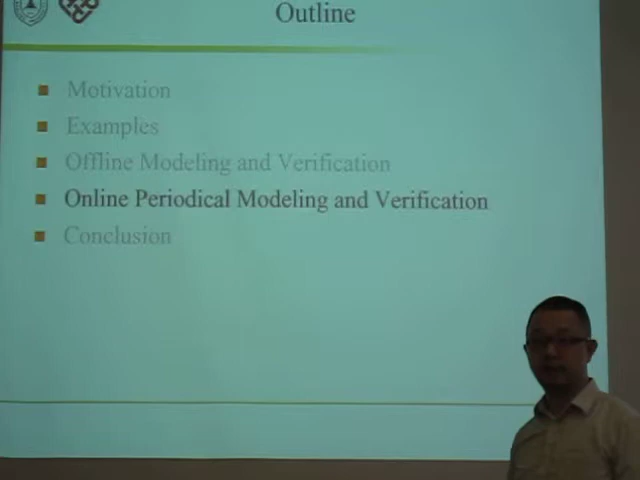 Outline
Motivation
Examples
Offline Modeling and Verification
Online Periodical Modeling and Verification
Conclusion